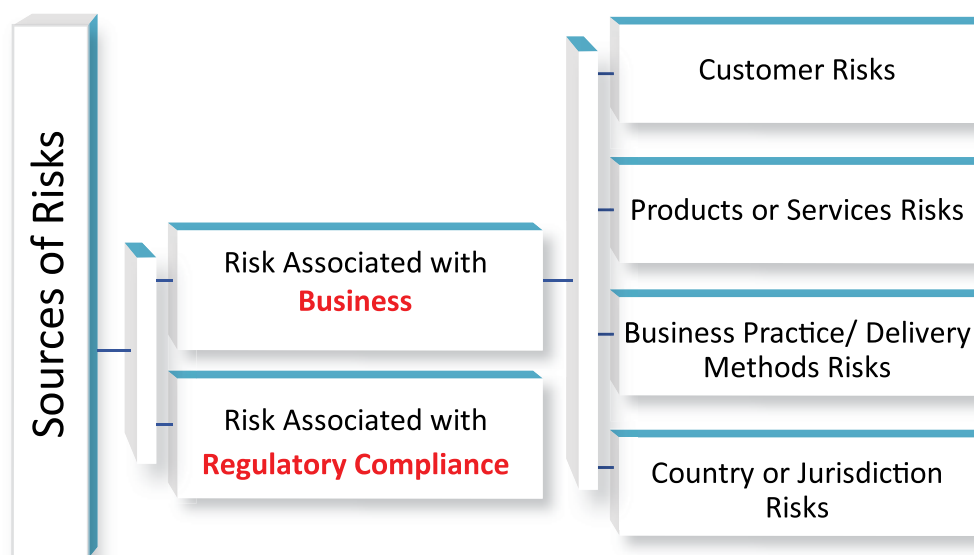 Sources of Risks
Risk Associated with
Business
Risk Associated with
Regulatory Compliance
Customer Risks
Products or Services Risks
Business Practice/ Delivery
Methods Risks
Country or Jurisdiction
Risks